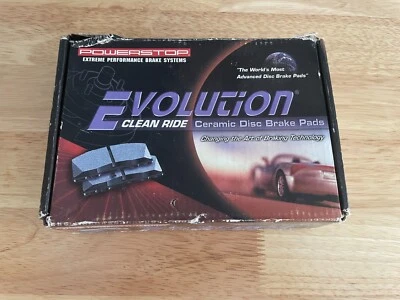 POWERSTOP
EXTREME PERFORMANCE BRAKE SYSTEMS
"The World's Most
Advanced Disc Brake Pads"
EVOLUTION®
CLEAN RIDE Ceramic Disc Brake Pads
Changing the Art of Braking Technology